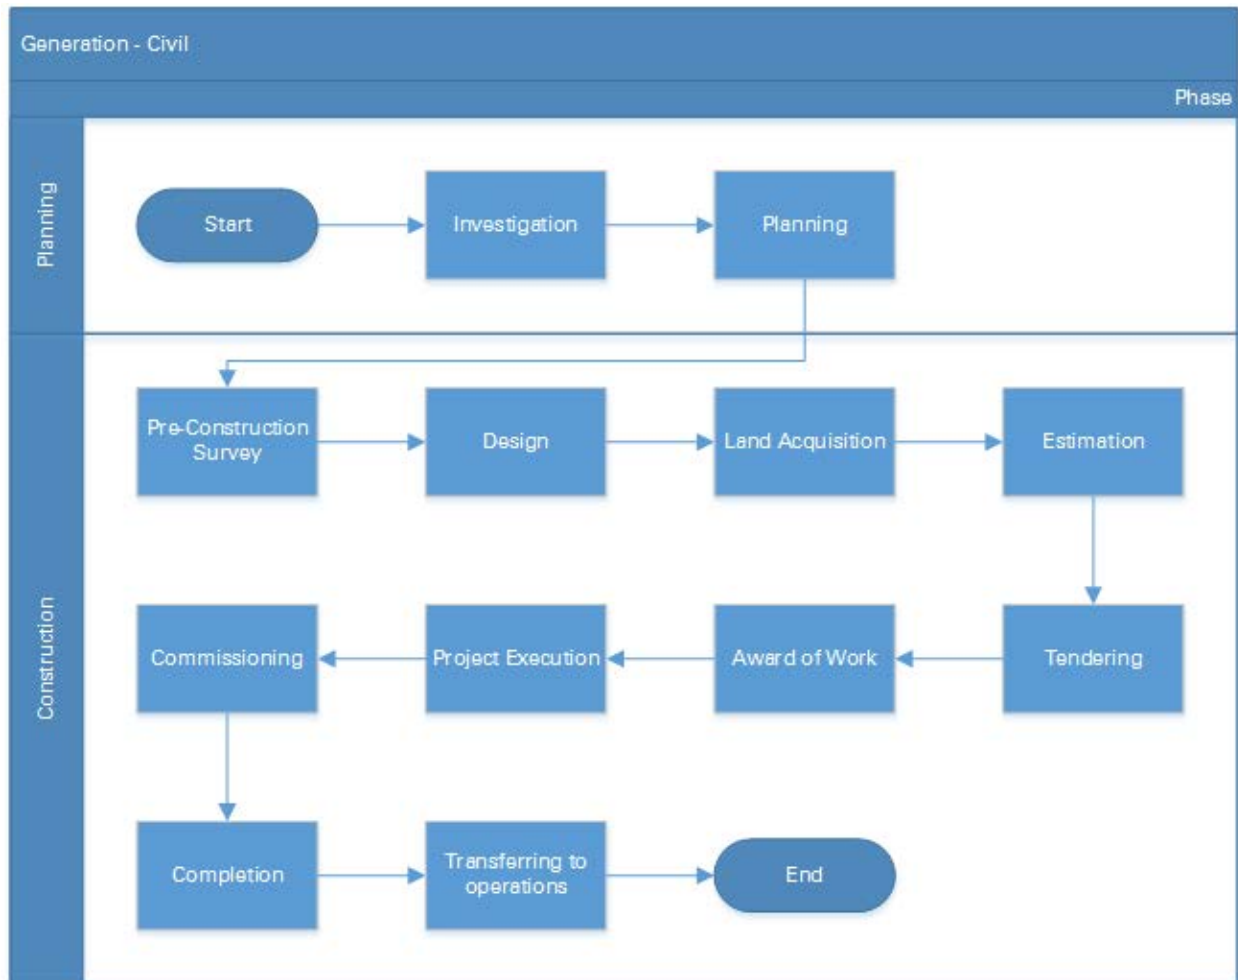 Generation - Civil
Phase
Planning
Start
Investigation
Planning
Construction
Pre-Construction
Survey
Design
Land Acquisition
Estimation
Commissioning
Project Execution
Award of Work
Tendering
Completion
Transferring to
operations
End